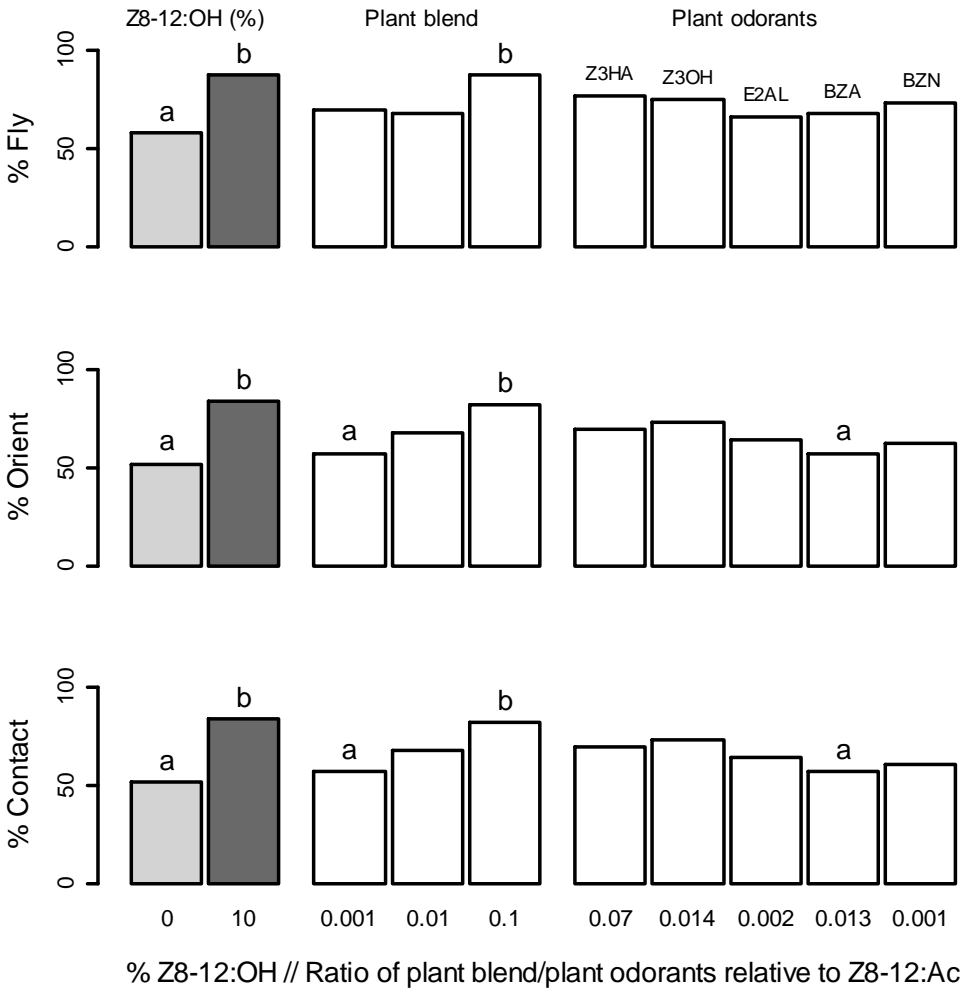 Z8-12:OH (%) Plant blend Plant odorants
% Fly
0 50 100
a b b
Z3HA Z3OH E2AL BZA BZN
% Orient
0 50 100
a b a b a
% Contact
0 50 100
a b a b a
0 10 0.001 0.01 0.1 0.07 0.014 0.002 0.013 0.001
% Z8-12:OH // Ratio of plant blend/plant odorants relative to Z8-12:Ac